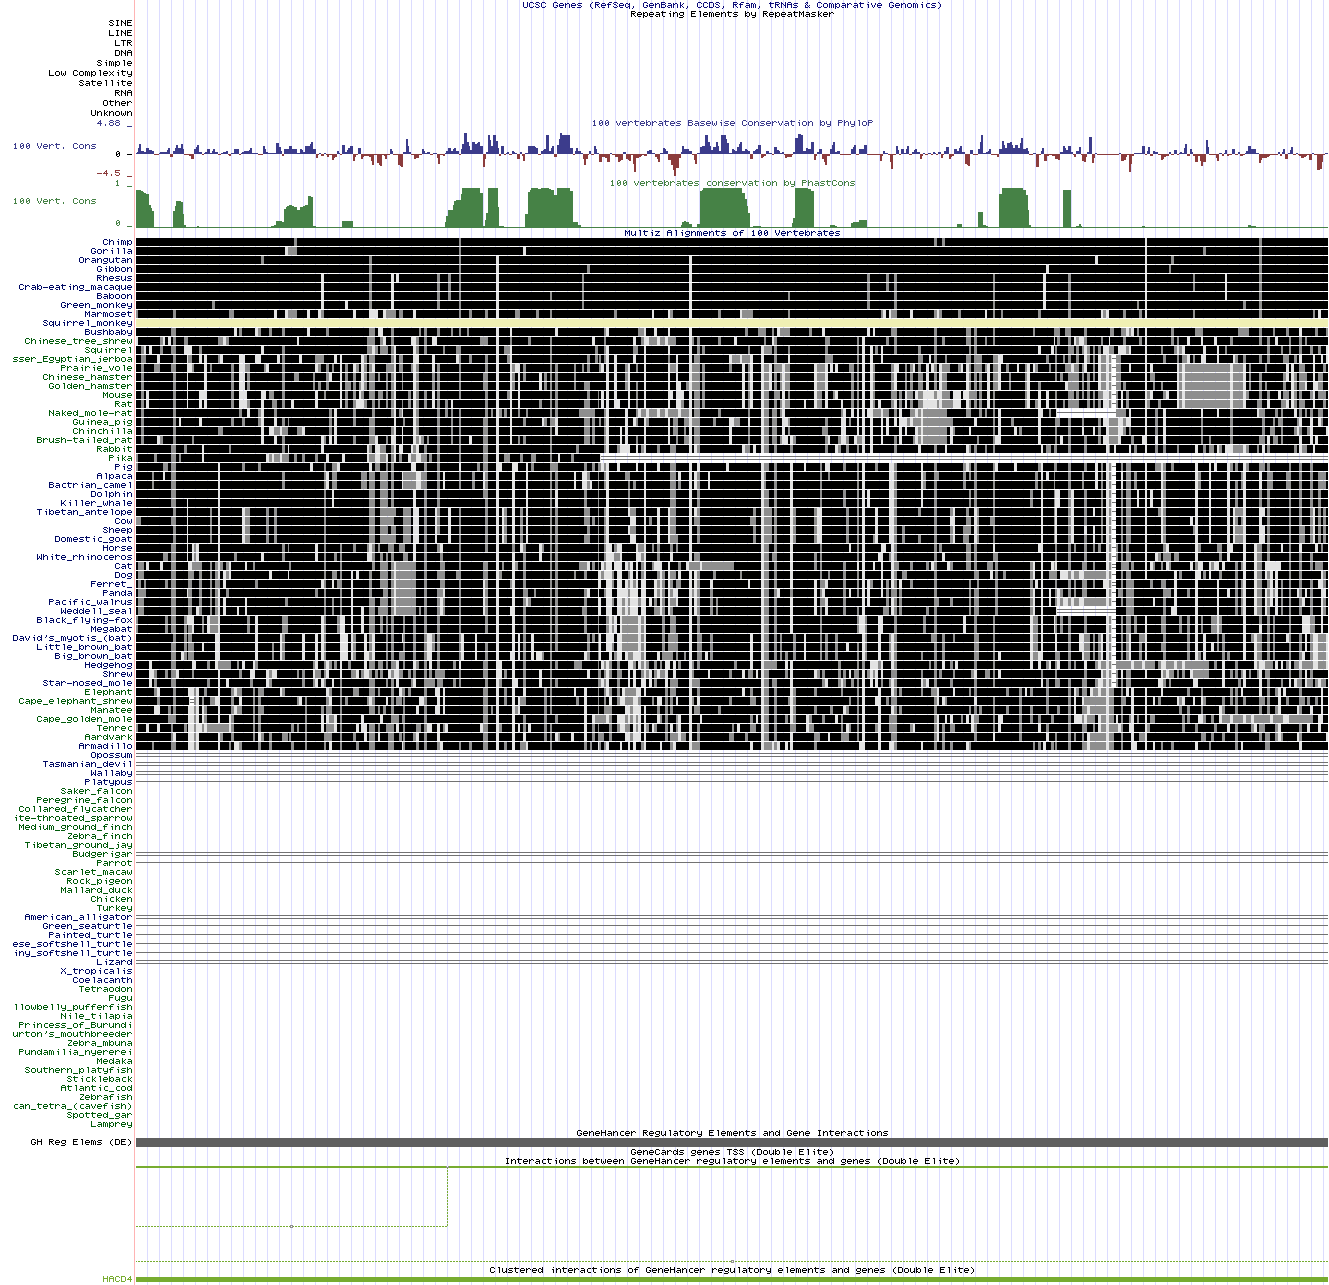 UCSC Genes (RefSeq, GenBank, CCDS, Rfam, tRNAs & Comparative Genomics)
Repeating Elements by RepeatMasker
SINE
LINE
LTR
DNA
Simple
Low Complexity
Satellite
RNA
Other
Unknown
4.88 _
100 vertebrates Basewise Conservation by PhyloP
100 Vert. Cons
0 _
-4.5 _
1 _
100 vertebrates conservation by PhastCons
100 Vert. Cons
0 _
Multiz Alignments of 100 Vertebrates
Chimp
Gorilla
Orangutan
Gibbon
Rhesus
Crab-eating_macaque
Baboon
Green_monkey
Marmoset
Squirrel_monkey
Bushbaby
Chinese_tree_shrew
Squirrel
sser_Egyptian_jerboa
Prairie_vole
Chinese_hamster
Golden_hamster
Mouse
Rat
Naked_mole-rat
Guinea_pig
Chinchilla
Brush-tailed_rat
Rabbit
Pika
Pig
Alpaca
Bactrian_camel
Dolphin
Killer_whale
Tibetan_antelope
Cow
Sheep
Domestic_goat
Horse
White_rhinoceros
Cat
Dog
Ferret_
Panda
Pacific_walrus
Weddell_seal
Black_flying-fox
Megabat
David's_myotis_(bat)
Little_brown_bat
Big_brown_bat
Hedgehog
Shrew
Star-nosed_mole
Elephant
Cape_elephant_shrew
Manatee
Cape_golden_mole
Tenrec
Aardvark
Armadillo
Opossum
Tasmanian_devil
Wallaby
Platypus
Saker_falcon
Peregrine_falcon
Collared_flycatcher
ite-throated_sparrow
Medium_ground_finch
Zebra_finch
Tibetan_ground_jay
Budgerigar
Parrot
Scarlet_macaw
Rock_pigeon
Mallard_duck
Chicken
Turkey
American_alligator
Green_seaturtle
Painted_turtle
ese_softshell_turtle
iny_softshell_turtle
Lizard
X_tropicalis
Coelacanth
Tetraodon
Fugu
llowbelly_pufferfish
Nile_tilapia
Princess_of_Burundi
urton's_mouthbreeder
Zebra_mbuna
Pundamilia_nyererei
Medaka
Southern_platyfish
Stickleback
Atlantic_cod
Zebrafish
can_tetra_(cavefish)
Spotted_gar
Lamprey
GeneHancer Regulatory Elements and Gene Interactions
GH Reg Elems (DE)
GeneCards genes TSS (Double Elite)
Interactions between GeneHancer regulatory elements and genes (Double Elite)
Clustered interactions of GeneHancer regulatory elements and genes (Double Elite)
HACD4